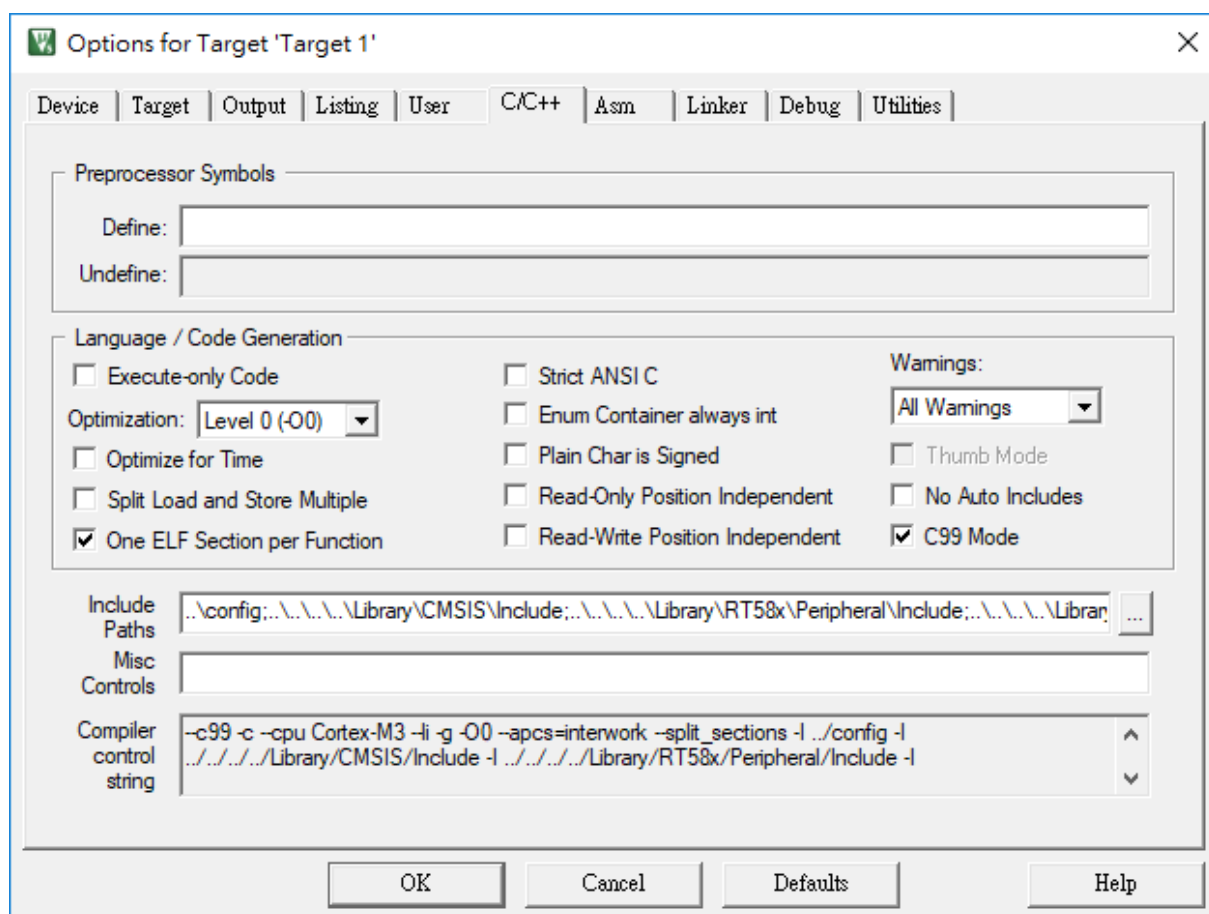 Options for Target 'Target 1'
Device Target Output Listing User C/C++ Asm Linker Debug Utilities
Preprocessor Symbols
Define:
Undefine:
Language / Code Generation
Execute-only Code
Optimization: Level 0 (-O0)
Optimize for Time
Split Load and Store Multiple
One ELF Section per Function
Strict ANSI C
Enum Container always int
Plain Char is Signed
Read-Only Position Independent
Read-Write Position Independent
Warnings:
All Warnings
Thumb Mode
No Auto Includes
C99 Mode
Include
Paths
..\config;..\..\..\..\Library\CMSIS\Include;..\..\..\..\Library\RT58x\Peripheral\Include;..\..\..\..\Library
...
Misc
Controls
Compiler
control
string
--c99 -c --cpu Cortex-M3 --li -g -O0 --apcs=interwork --split_sections -I ../config -I
../../../../Library/CMSIS/Include -I ../../../../Library/RT58x/Peripheral/Include -I
OK Cancel Defaults Help